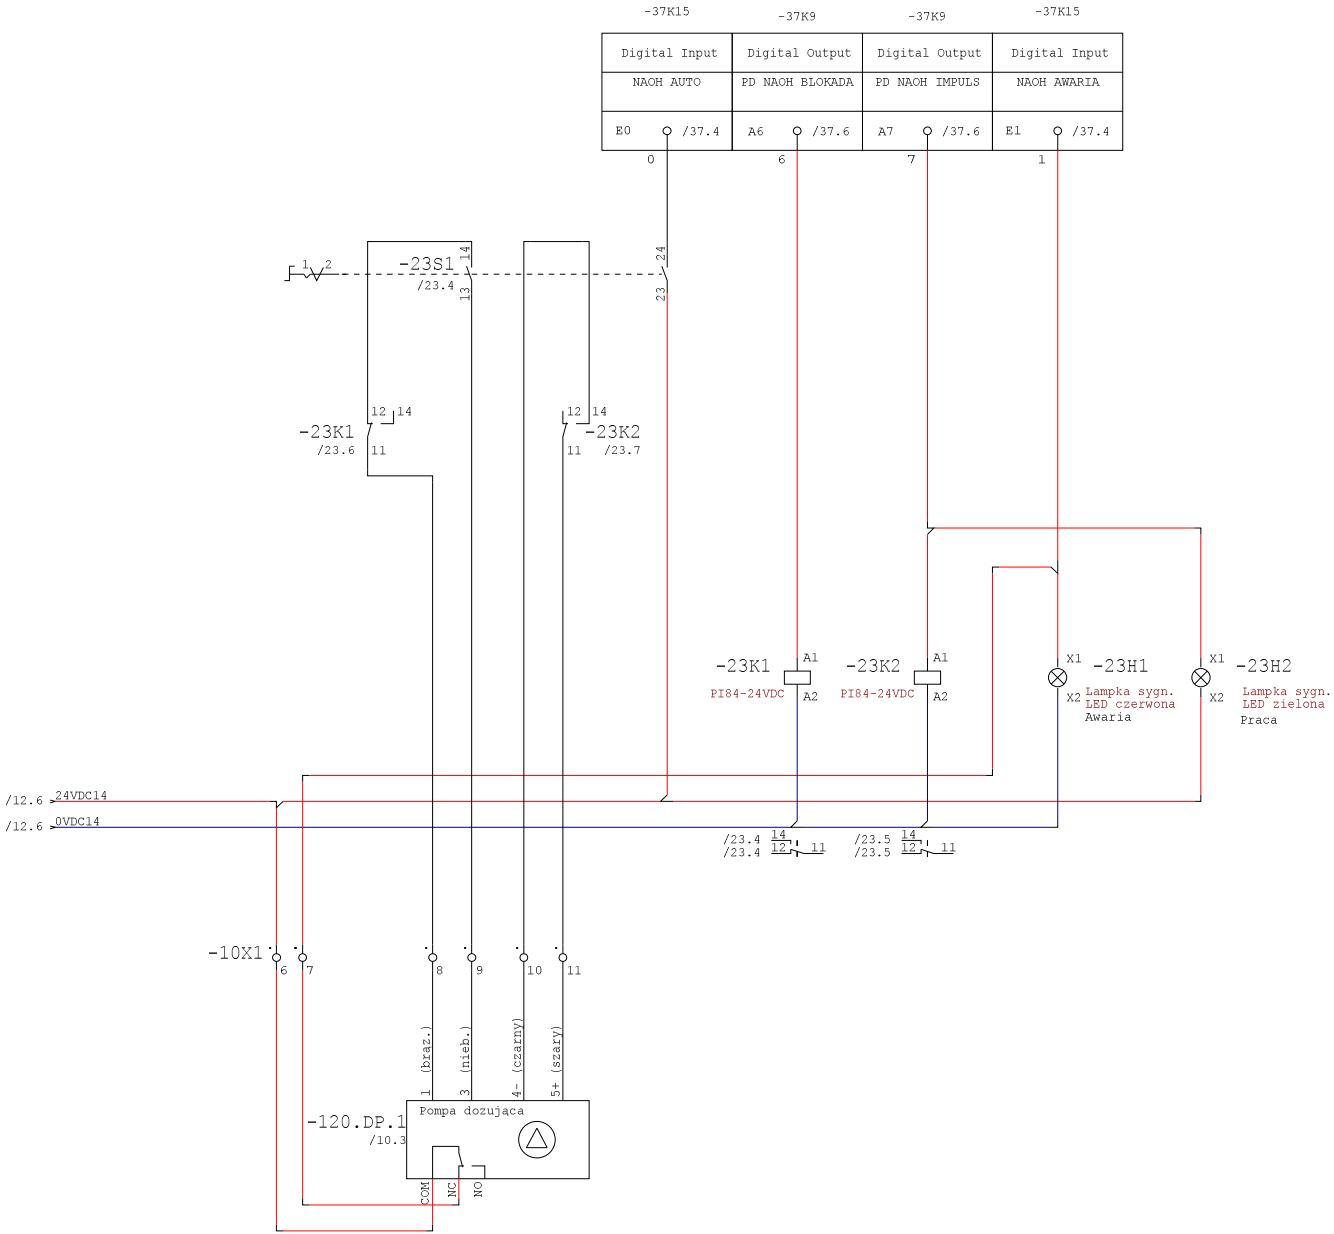 -37K15
-37K9
-37K9
-37K15
Digital Input
Digital Output
Digital Output
Digital Input
NAOH AUTO
PD NAOH BLOKADA
PD NAOH IMPULS
NAOH AWARIA
E0 /37.4
A6 /37.6
A7 /37.6
E1 /37.4
0
6
7
1
1 2
-23S1
/23.4
14
13
24
23
12 14
-23K1
/23.6
11
12 14
-23K2
/23.7
11
-23K1
PI84-24VDC
A1
A2
-23K2
PI84-24VDC
A1
A2
X1
X2
-23H1
Lampka sygn.
LED czerwona
Awaria
X1
X2
-23H2
Lampka sygn.
LED zielona
Praca
/12.6 24VDC14
/12.6 0VDC14
/23.4 14
/23.4 12 11
/23.5 14
/23.5 12 11
-10X1
6
7
8
9
10
11
1 (braz.)
3 (nieb.)
4- (czarny)
5+ (szary)
Pompa dozująca
-120.DP.1
/10.3
COM
NC
NO